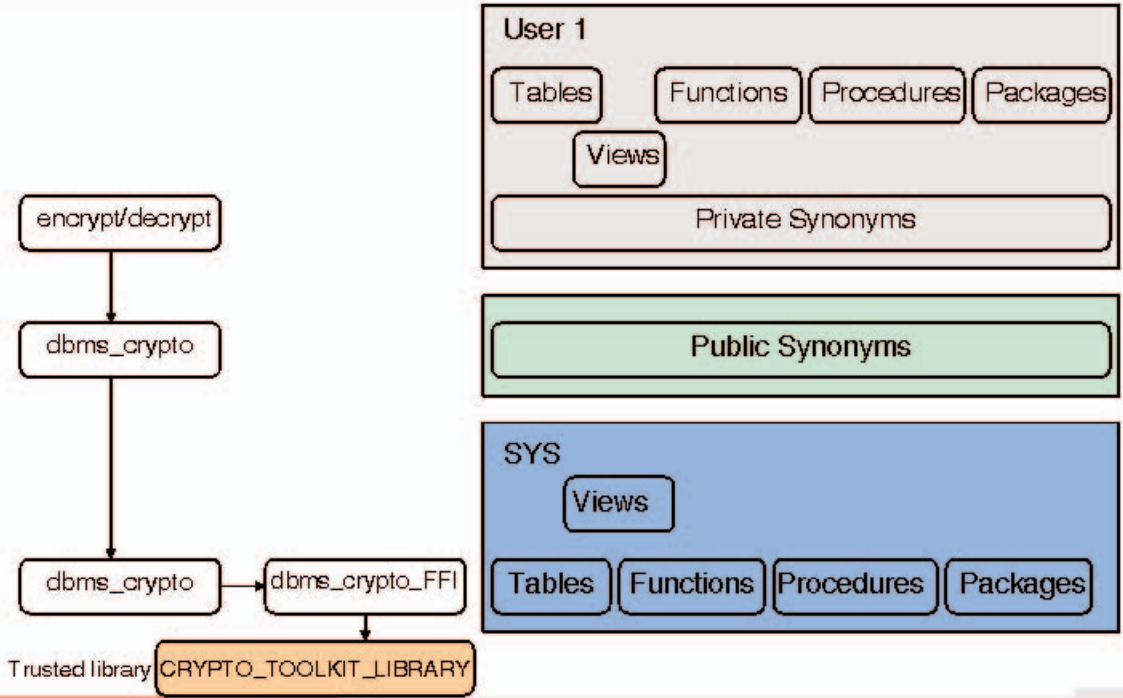 User 1
Tables
Functions
Procedures
Packages
Views
encrypt/decrypt
Private Synonyms
dbms_crypto
Public Synonyms
SYS
Views
dbms_crypto
dbms_crypto_FFI
Tables
Functions
Procedures
Packages
Trusted library
CRYPTO_TOOLKIT_LIBRARY